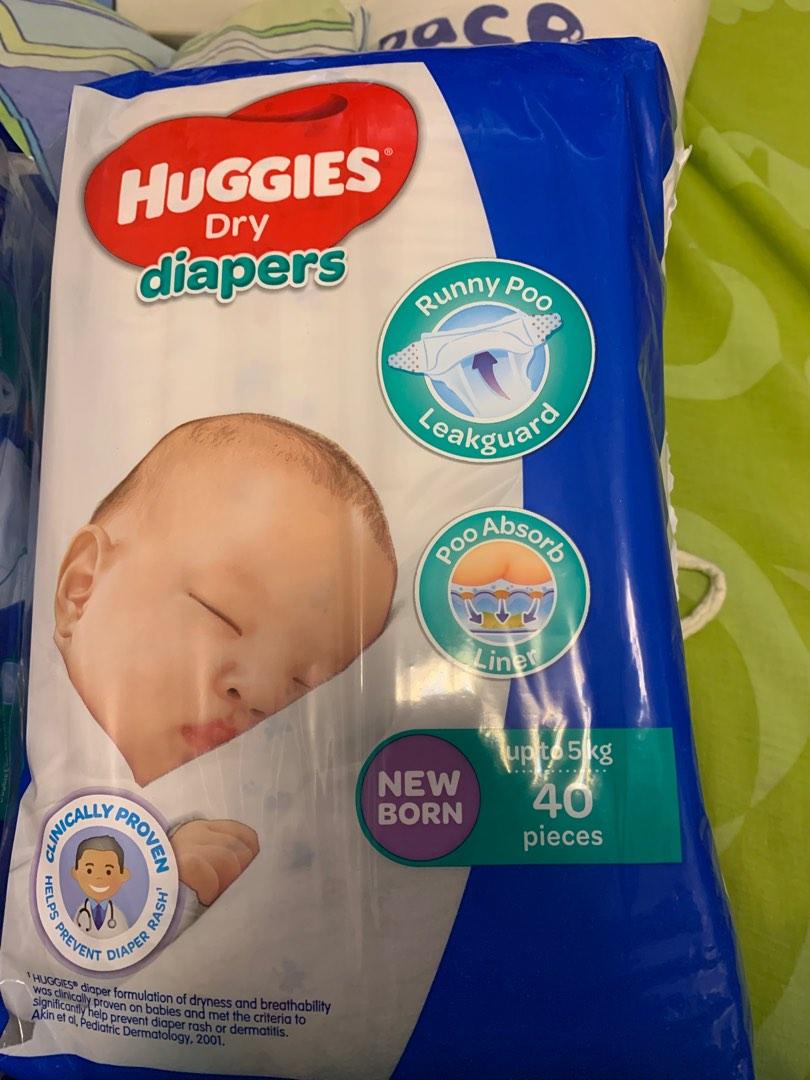 pace
HUGGIES®
Dry
diapers
Runny Poo
Leakguard
Poo Absorb
Liner
up to 5kg
NEW
BORN
40
pieces
CLINICALLY PROVEN
HELPS PREVENT DIAPER RASH¹
¹ HUGGIES® diaper formulation of dryness and breathability
was clinically proven on babies and met the criteria to
significantly help prevent diaper rash or dermatitis.
Akin et al, Pediatric Dermatology, 2001.